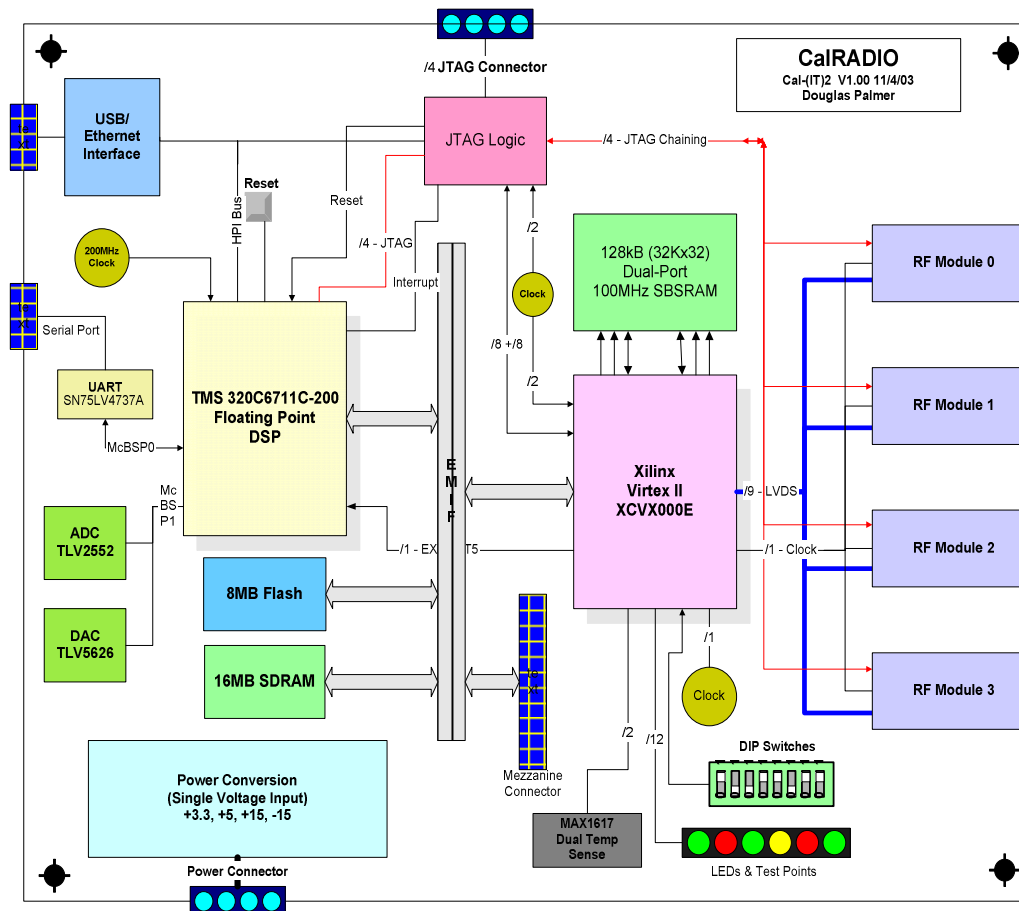 CalRADIO
Cal-(IT)2 V1.00 11/4/03
Douglas Palmer
/4 JTAG Connector
JTAG Logic
/4 - JTAG Chaining
USB/
Ethernet
Interface
Reset
HPI Bus
Reset
/4 - JTAG
Interrupt
200MHz
Clock
/2
Clock
/8 +/8
/2
128kB (32Kx32)
Dual-Port
100MHz SBSRAM
RF Module 0
RF Module 1
RF Module 2
RF Module 3
Serial Port
UART
SN75LV4737A
McBSP0
TMS 320C6711C-200
Floating Point
DSP
Mc
BS
P1
ADC
TLV2552
DAC
TLV5626
E
M
I
F
Xilinx
Virtex II
XCVX000E
/9 - LVDS
/1 - Clock
/1 - EX
T5
8MB Flash
16MB SDRAM
/1
Clock
/2
/12
Mezzanine
Connector
DIP Switches
Power Conversion
(Single Voltage Input)
+3.3, +5, +15, -15
MAX1617
Dual Temp
Sense
LEDs & Test Points
Power Connector